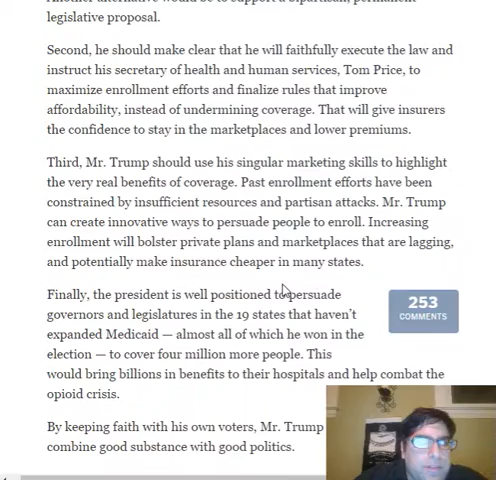 legislative proposal.
Second, he should make clear that he will faithfully execute the law and
instruct his secretary of health and human services, Tom Price, to
maximize enrollment efforts and finalize rules that improve
affordability, instead of undermining coverage. That will give insurers
the confidence to stay in the marketplaces and lower premiums.
Third, Mr. Trump should use his singular marketing skills to highlight
the very real benefits of coverage. Past enrollment efforts have been
constrained by insufficient resources and partisan attacks. Mr. Trump
can create innovative ways to persuade people to enroll. Increasing
enrollment will bolster private plans and marketplaces that are lagging,
and potentially make insurance cheaper in many states.
Finally, the president is well positioned to persuade
governors and legislatures in the 19 states that haven't
expanded Medicaid — almost all of which he won in the
election — to cover four million more people. This
would bring billions in benefits to their hospitals and help combat the
opioid crisis.
253
COMMENTS
By keeping faith with his own voters, Mr. Trump
combine good substance with good politics.